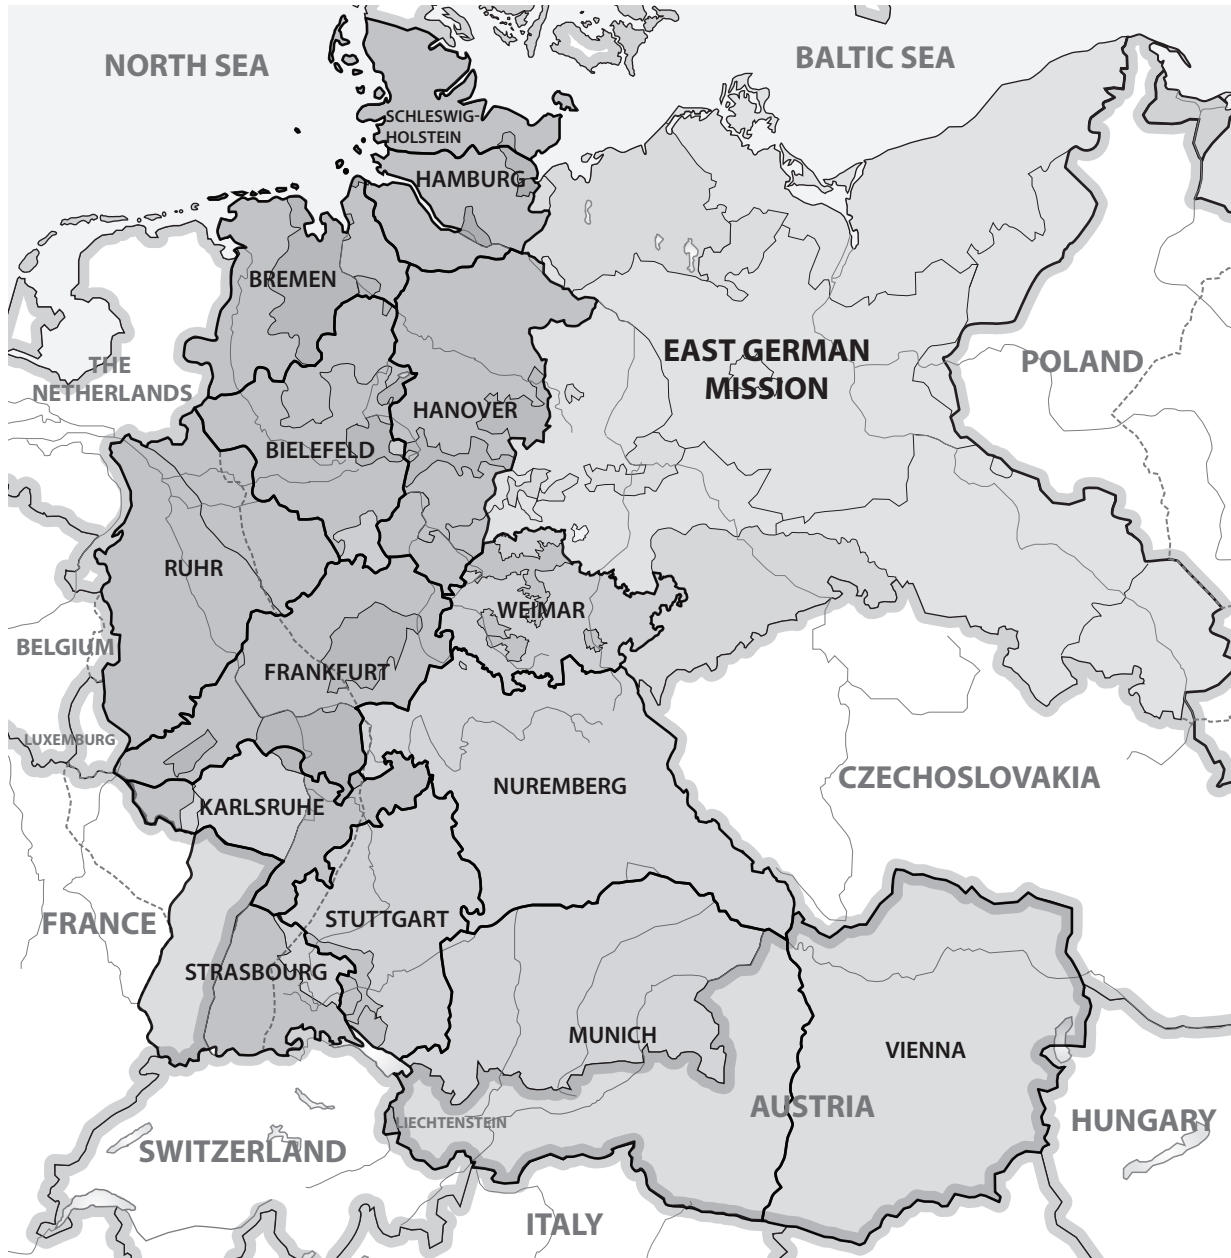 NORTH SEA
BALTIC SEA
SCHLESWIG-
HOLSTEIN
HAMBURG
BREMEN
THE
NETHERLANDS
EAST GERMAN
MISSION
POLAND
HANOVER
BIELEFELD
RUHR
WEIMAR
BELGIUM
FRANKFURT
LUXEMBURG
KARLSRUHE
NUREMBERG
CZECHOSLOVAKIA
FRANCE
STUTTGART
STRASBOURG
MUNICH
VIENNA
AUSTRIA
LIECHTENSTEIN
HUNGARY
SWITZERLAND
ITALY